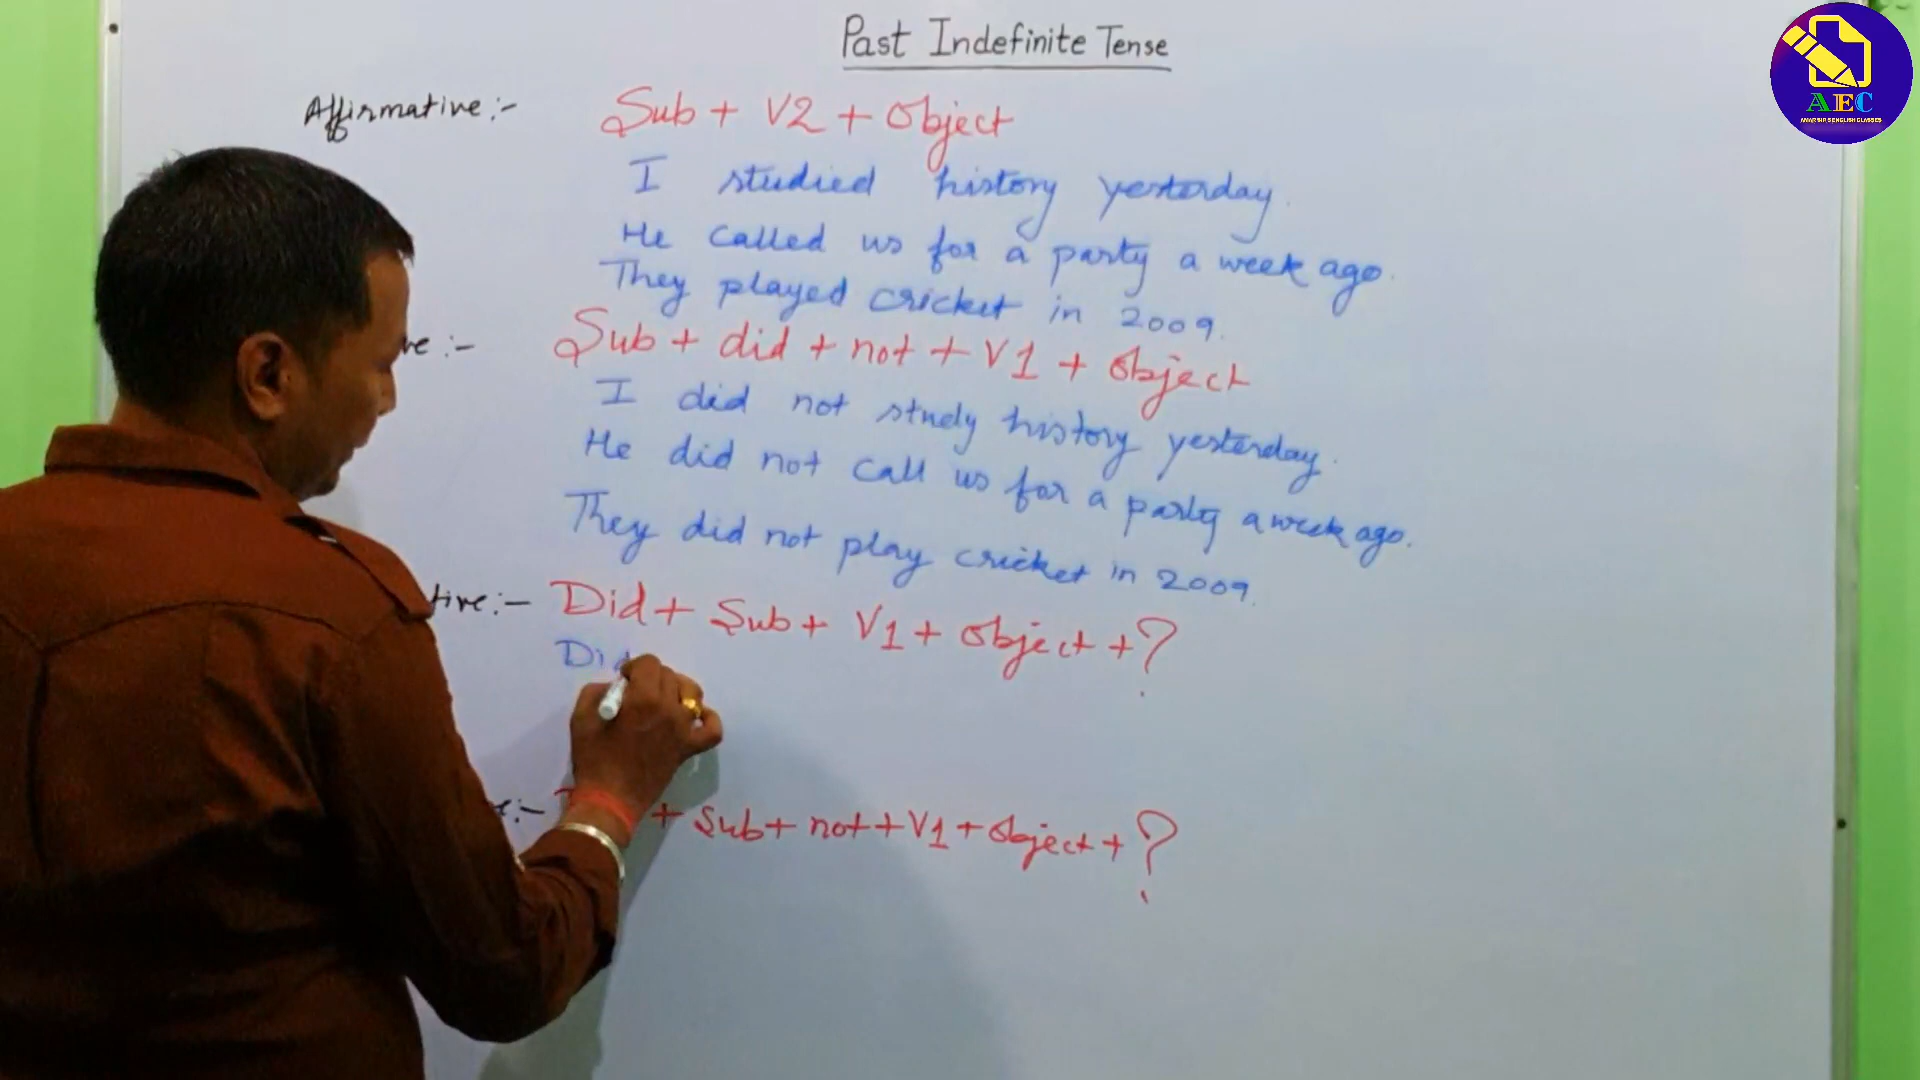 Past Indefinite Tense
AEC
Affirmative :- Sub + V2 + Object
I studied history yesterday.
He called us for a party a week ago.
They played cricket in 2009.
ve :- Sub + did + not + V1 + Object
I did not study history yesterday.
He did not call us for a party a week ago.
They did not play cricket in 2009.
tive :- Did + Sub + V1 + Object + ?
Did
+ Sub + not + V1 + Object + ?